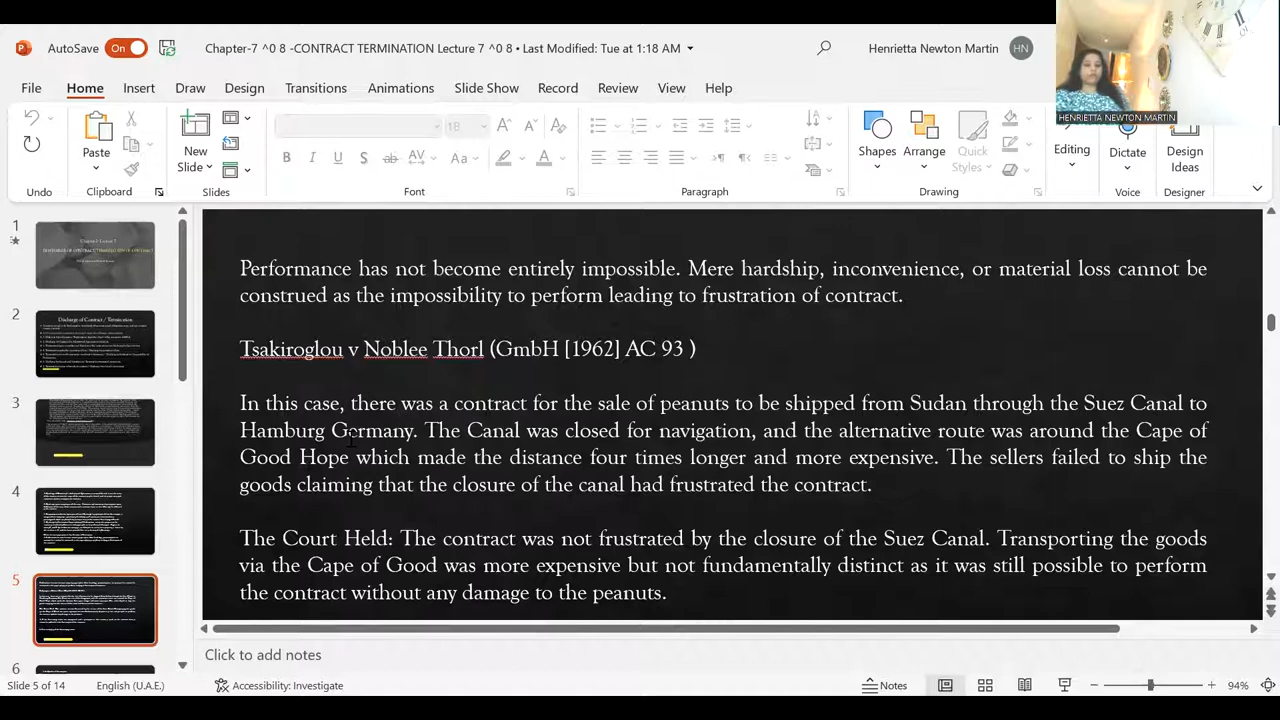 AutoSave
On
Chapter-7 ^0 8 -CONTRACT TERMINATION Lecture 7 ^0 8 • Last Modified: Tue at 1:18 AM
Henrietta Newton Martin
HN
HENRIETTA NEWTON MARTIN
File Home Insert Draw Design Transitions Animations Slide Show Record Review View Help
Paste
New
Slide
18
Shapes
Arrange
Quick
Styles
Editing
Dictate
Design
Ideas
Undo
Clipboard
Slides
Font
Paragraph
Drawing
Voice
Designer
1
2
Discharge of Contract / Termination
3
4
5
6
Performance has not become entirely impossible. Mere hardship, inconvenience, or material loss cannot be
construed as the impossibility to perform leading to frustration of contract.
Tsakiroglou v Noblee Thorl GmbH [1962] AC 93 )
In this case, there was a contract for the sale of peanuts to be shipped from Sudan through the Suez Canal to
Hamburg Germany. The Canal was closed for navigation, and the alternative route was around the Cape of
Good Hope which made the distance four times longer and more expensive. The sellers failed to ship the
goods claiming that the closure of the canal had frustrated the contract.
The Court Held: The contract was not frustrated by the closure of the Suez Canal. Transporting the goods
via the Cape of Good was more expensive but not fundamentally distinct as it was still possible to perform
the contract without any damage to the peanuts.
Click to add notes
Slide 5 of 14
English (U.A.E.)
Accessibility: Investigate
Notes
94%